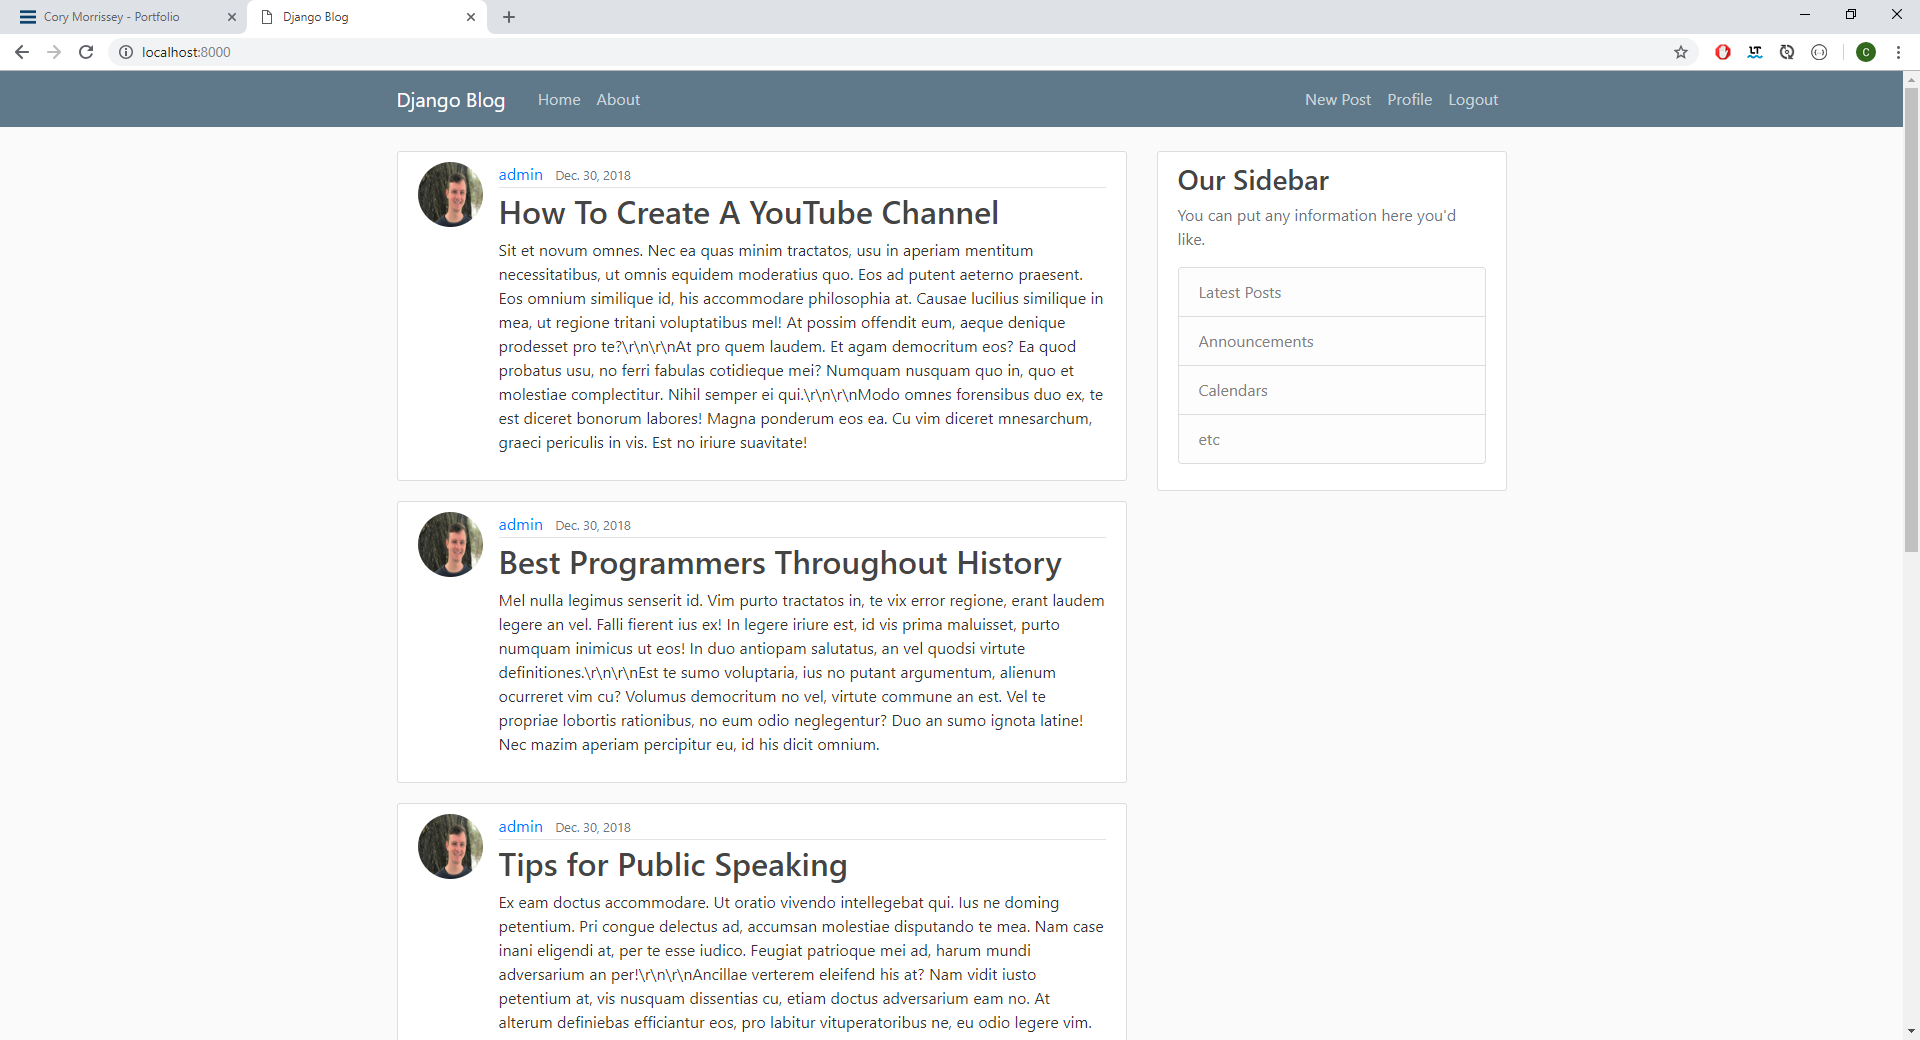 Cory Morrissey - Portfolio
Django Blog
localhost:8000
LT
C
Django Blog Home About New Post Profile Logout
admin Dec. 30, 2018
How To Create A YouTube Channel
Sit et novum omnes. Nec ea quas minim tractatos, usu in aperiam mentitum
necessitatibus, ut omnis equidem moderatius quo. Eos ad putent aeterno praesent.
Eos omnium similique id, his accommodare philosophia at. Causae lucilius similique in
mea, ut regione tritani voluptatibus mel! At possim offendit eum, aeque denique
prodesset pro te?\r\n\r\nAt pro quem laudem. Et agam democritum eos? Ea quod
probatus usu, no ferri fabulas cotidieque mei? Numquam nusquam quo in, quo et
molestiae complectitur. Nihil semper ei qui.\r\n\r\nModo omnes forensibus duo ex, te
est diceret bonorum labores! Magna ponderum eos ea. Cu vim diceret mnesarchum,
graeci periculis in vis. Est no iriure suavitate!
admin Dec. 30, 2018
Best Programmers Throughout History
Mel nulla legimus senserit id. Vim purto tractatos in, te vix error regione, erant laudem
legere an vel. Falli fierent ius ex! In legere iriure est, id vis prima maluisset, purto
numquam inimicus ut eos! In duo antiopam salutatus, an vel quodsi virtute
definitiones.\r\n\r\nEst te sumo voluptaria, ius no putant argumentum, alienum
ocurreret vim cu? Volumus democritum no vel, virtute commune an est. Vel te
propriae lobortis rationibus, no eum odio neglegentur? Duo an sumo ignota latine!
Nec mazim aperiam percipitur eu, id his dicit omnium.
admin Dec. 30, 2018
Tips for Public Speaking
Ex eam doctus accommodare. Ut oratio vivendo intellegebat qui. Ius ne doming
petentium. Pri congue delectus ad, accumsan molestiae disputando te mea. Nam case
inani eligendi at, per te esse iudico. Feugiat patrioque mei ad, harum mundi
adversarium an per!\r\n\r\nAncillae verterem eleifend his at? Nam vidit iusto
petentium at, vis nusquam dissentias cu, etiam doctus adversarium eam no. At
alterum definiebas efficiantur eos, pro labitur vituperatoribus ne, eu odio legere vim.
Our Sidebar
You can put any information here you'd
like.
Latest Posts
Announcements
Calendars
etc